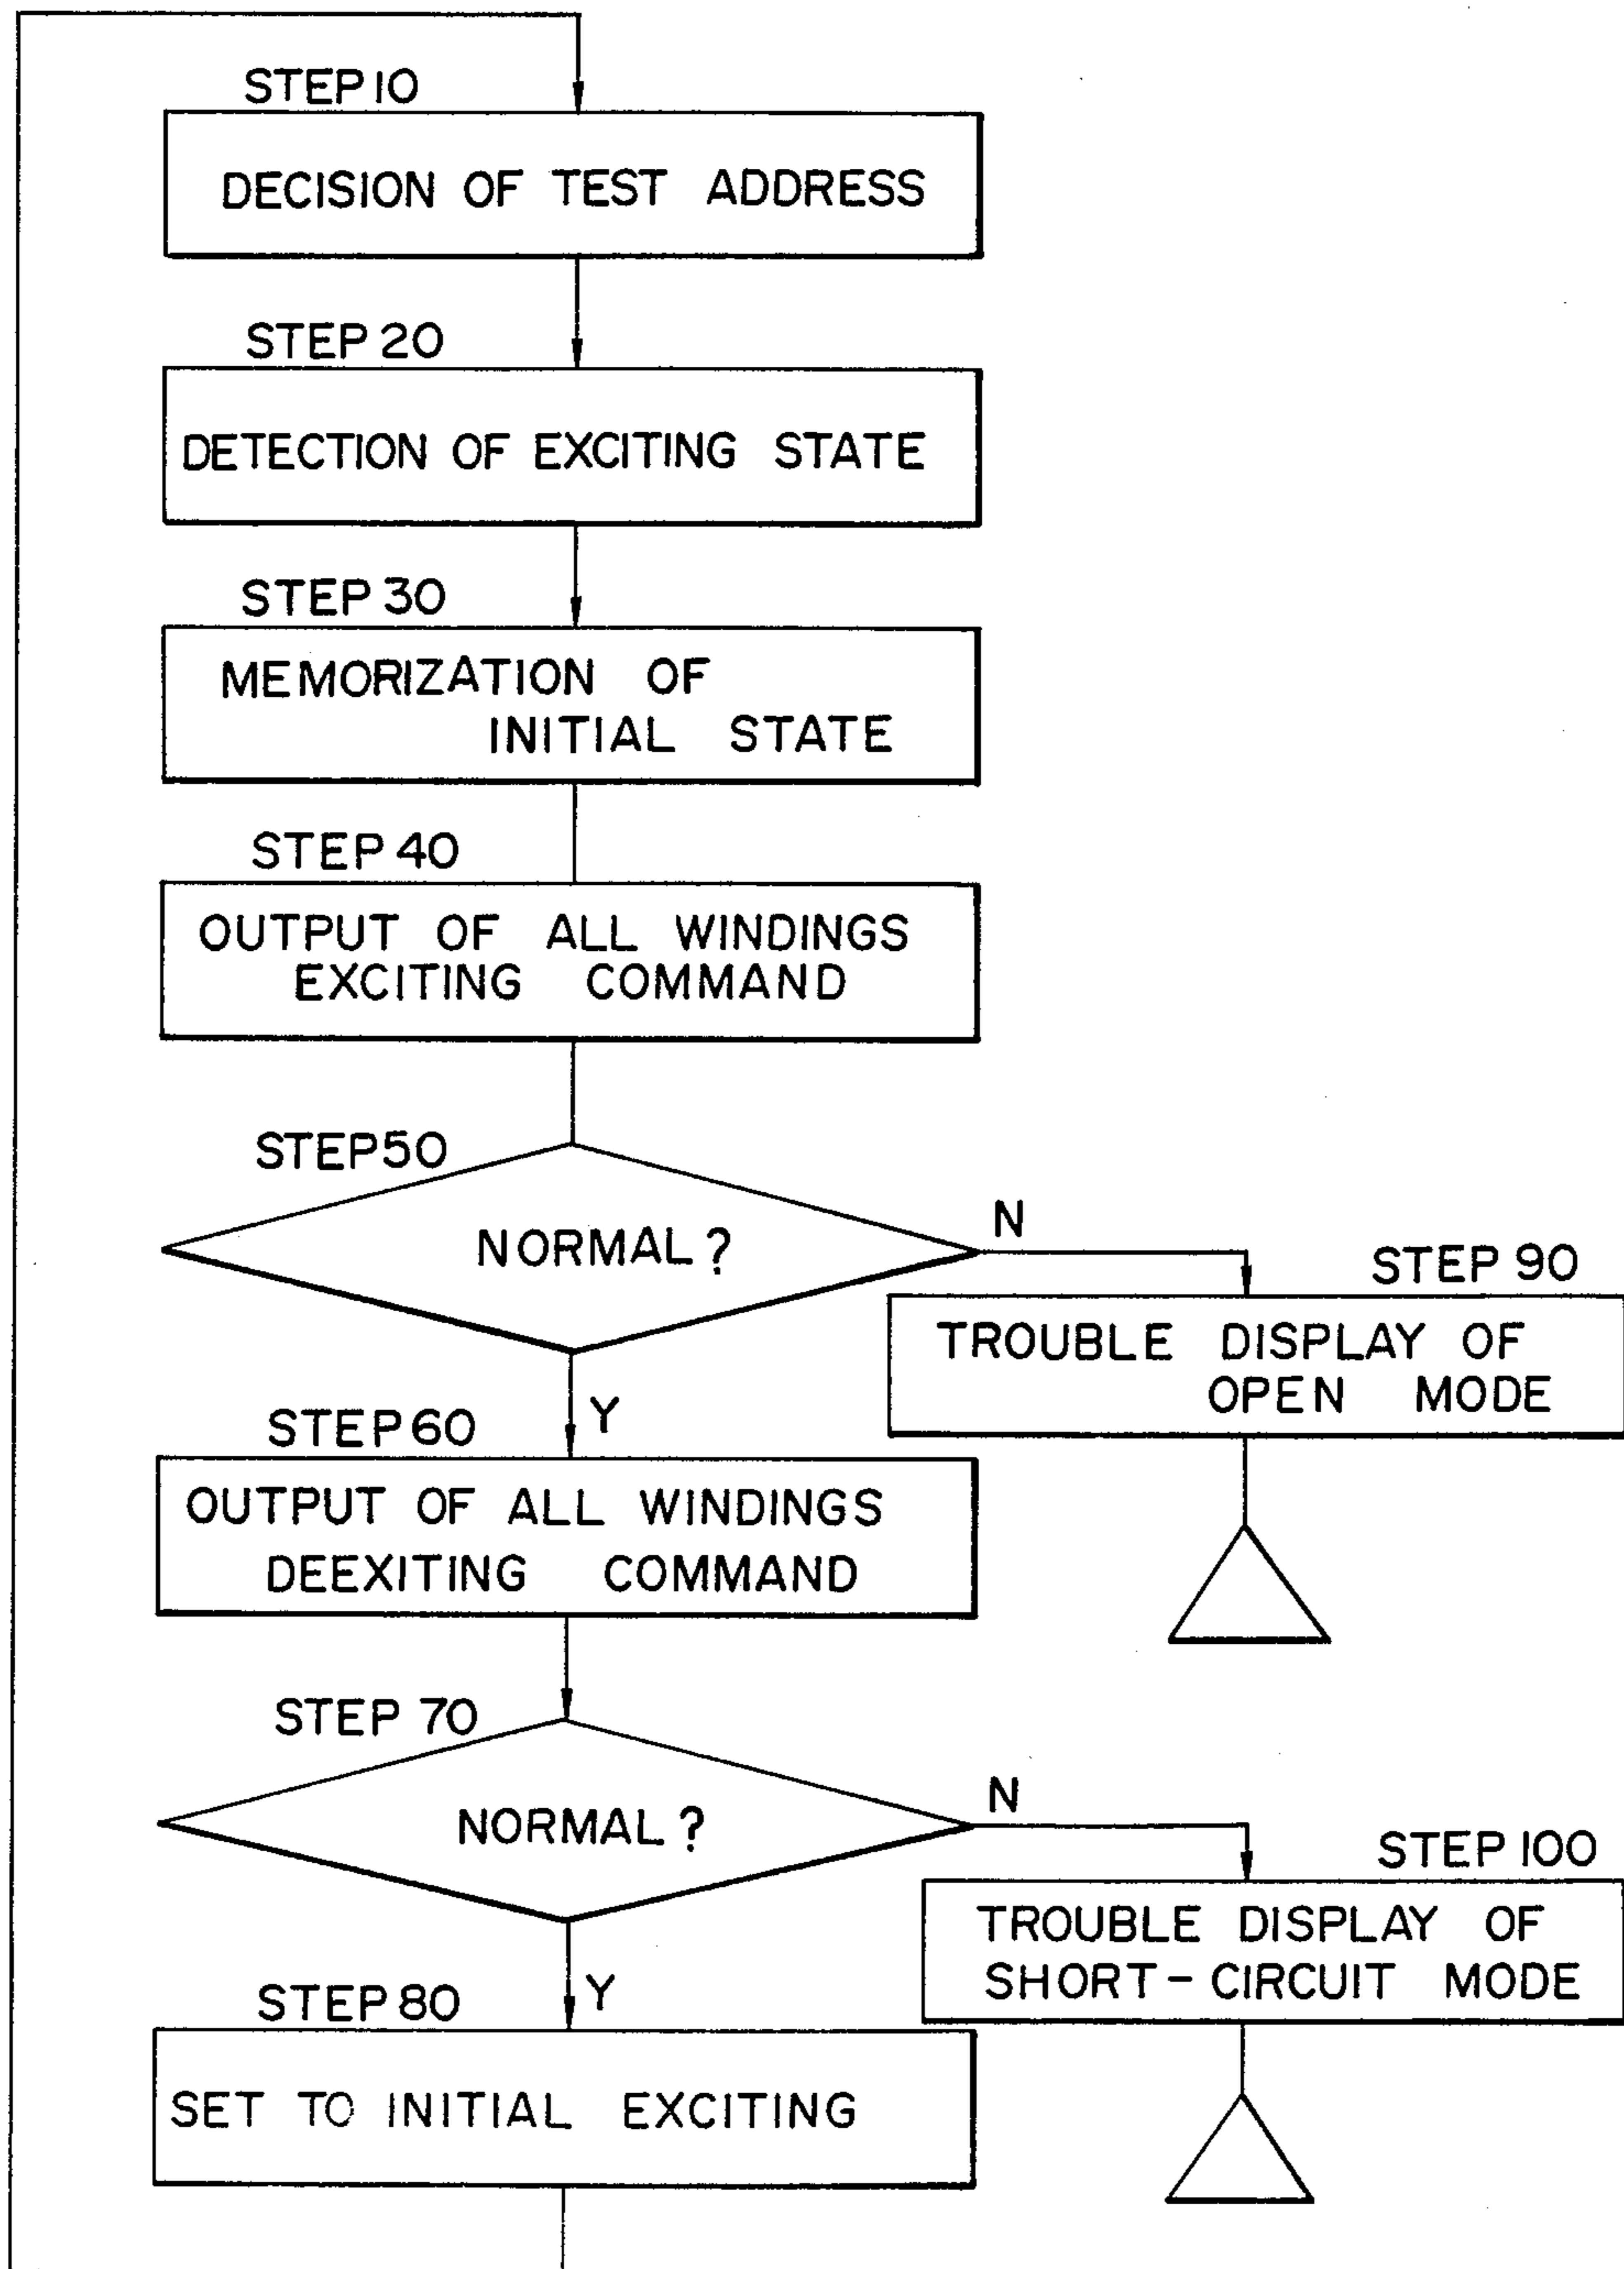 STEP 10
DECISION OF TEST ADDRESS
STEP 20
DETECTION OF EXCITING STATE
STEP 30
MEMORIZATION OF
INITIAL STATE
STEP 40
OUTPUT OF ALL WINDINGS
EXCITING COMMAND
STEP 50
NORMAL?
N
STEP 90
TROUBLE DISPLAY OF
OPEN MODE
Y
STEP 60
OUTPUT OF ALL WINDINGS
DEEXITING COMMAND
STEP 70
NORMAL?
N
STEP 100
TROUBLE DISPLAY OF
SHORT-CIRCUIT MODE
Y
STEP 80
SET TO INITIAL EXCITING